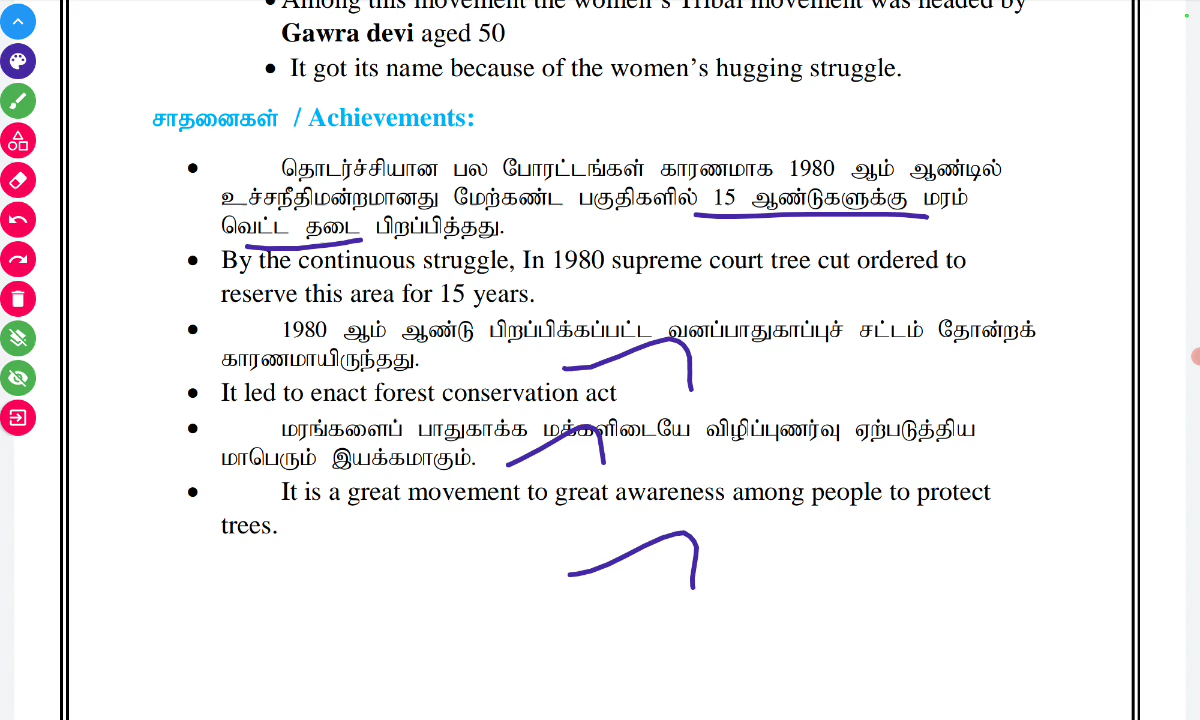 • Among this movement the women's Tribal movement was headed by
Gawra devi aged 50
• It got its name because of the women's hugging struggle.
சாதனைகள் / Achievements:
• தொடர்ச்சியான பல போரட்டங்கள் காரணமாக 1980 ஆம் ஆண்டில்
உச்சநீதிமன்றமானது மேற்கண்ட பகுதிகளில் 15 ஆண்டுகளுக்கு மரம்
வெட்ட தடை பிறப்பித்தது.
• By the continuous struggle, In 1980 supreme court tree cut ordered to
reserve this area for 15 years.
• 1980 ஆம் ஆண்டு பிறப்பிக்கப்பட்ட வனப்பாதுகாப்புச் சட்டம் தோன்றக்
காரணமாயிருந்தது.
• It led to enact forest conservation act
• மரங்களைப் பாதுகாக்க மக்களிடையே விழிப்புணர்வு ஏற்படுத்திய
மாபெரும் இயக்கமாகும்.
• It is a great movement to great awareness among people to protect
trees.